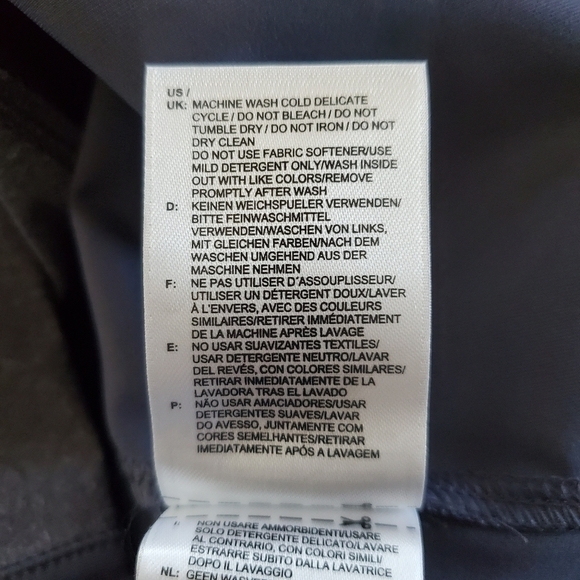 US /
UK: MACHINE WASH COLD DELICATE
CYCLE / DO NOT BLEACH / DO NOT
TUMBLE DRY / DO NOT IRON / DO NOT
DRY CLEAN
DO NOT USE FABRIC SOFTENER/USE
MILD DETERGENT ONLY/WASH INSIDE
OUT WITH LIKE COLORS/REMOVE
PROMPTLY AFTER WASH
D: KEINEN WEICHSPUELER VERWENDEN/
BITTE FEINWASCHMITTEL
VERWENDEN/WASCHEN VON LINKS,
MIT GLEICHEN FARBEN/NACH DEM
WASCHEN UMGEHEND AUS DER
MASCHINE NEHMEN
F: NE PAS UTILISER D'ASSOUPLISSEUR/
UTILISER UN DÉTERGENT DOUX/LAVER
À L'ENVERS, AVEC DES COULEURS
SIMILAIRES/RETIRER IMMÉDIATEMENT
DE LA MACHINE APRÈS LAVAGE
E: NO USAR SUAVIZANTES TEXTILES/
USAR DETERGENTE NEUTRO/LAVAR
DEL REVÉS, CON COLORES SIMILARES/
RETIRAR INMEDIATAMENTE DE LA
LAVADORA TRAS EL LAVADO
P: NÃO USAR AMACIADORES/USAR
DETERGENTES SUAVES/LAVAR
DO AVESSO, JUNTAMENTE COM
CORES SEMELHANTES/RETIRAR
IMEDIATAMENTE APÓS A LAVAGEM
NON USARE AMMORBIDENTI/USARE
SOLO DETERGENTE DELICATO/LAVARE
AL CONTRARIO, CON COLORI SIMILI/
ESTRARRE SUBITO DALLA LAVATRICE
DOPO IL LAVAGGIO
NL: GEEN